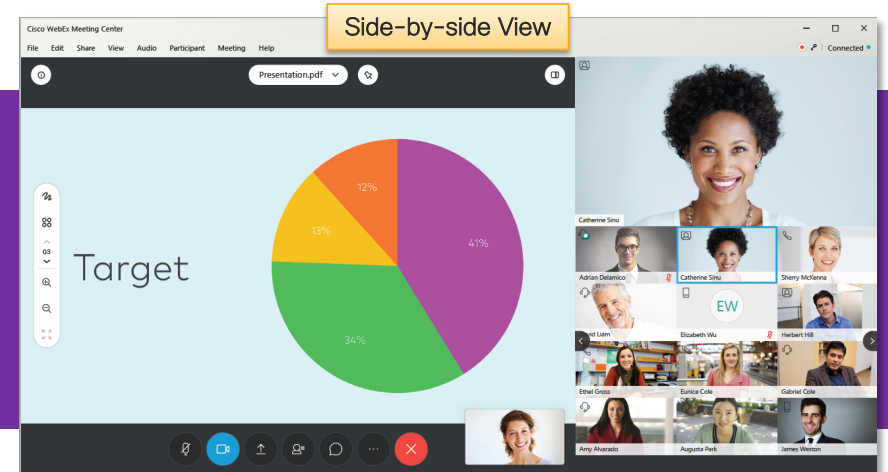 Side-by-side View
Cisco WebEx Meeting Center
File Edit Share View Audio Participant Meeting Help
Connected
Presentation.pdf
12%
13%
41%
34%
03
Target
Catherine Sinu
Adrian Delamico
Catherine Sinu
Sherry McKenna
EW
vid Liam
Elizabeth Wu
Herbert Hill
Ethel Gross
Eunice Cole
Gabriel Cole
Amy Alvarado
Augusta Park
James Weston